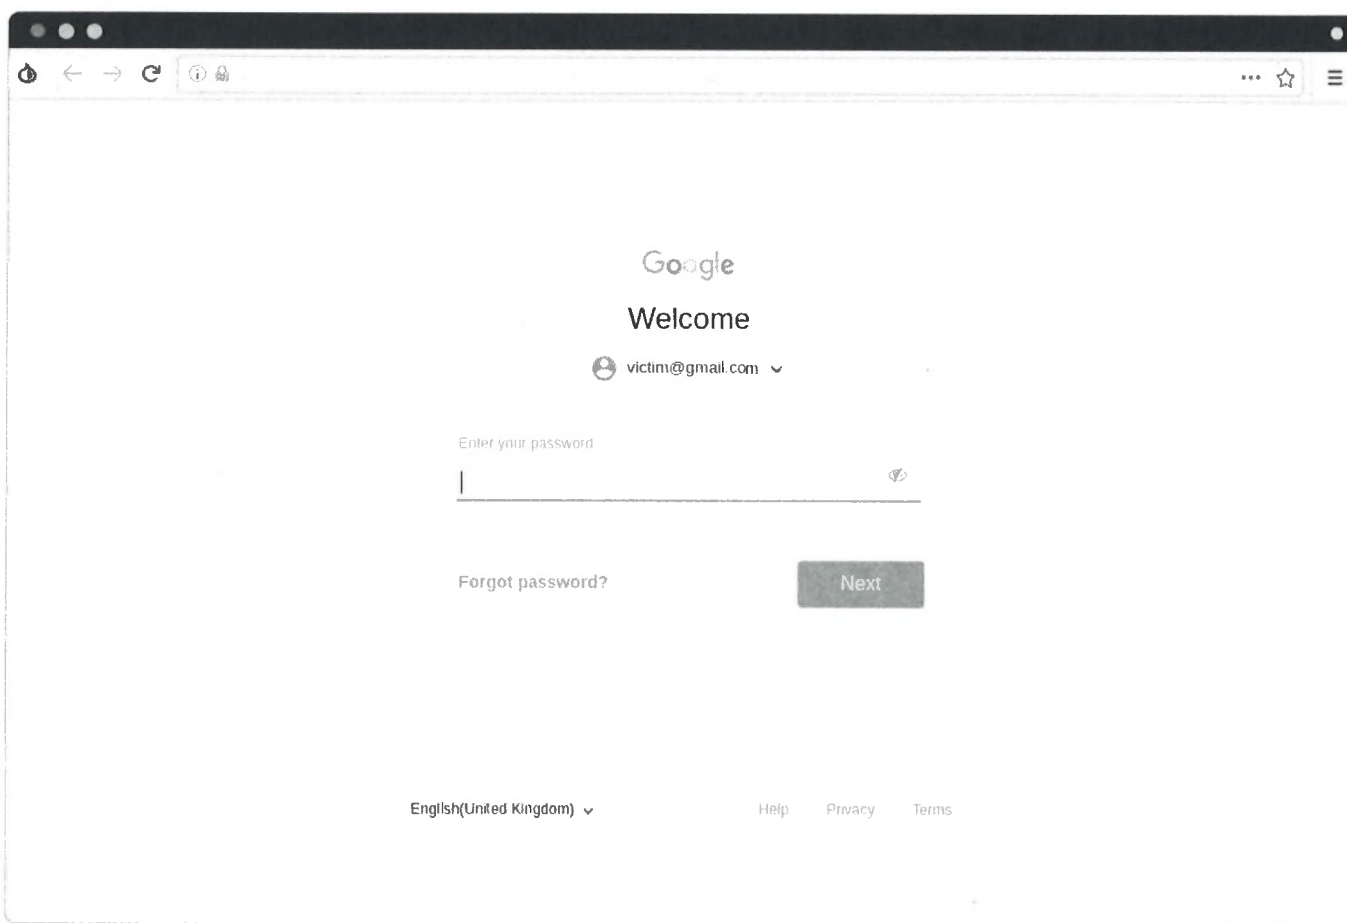 Google
Welcome
victim@gmail.com
Enter your password
Forgot password?
Next
English(United Kingdom)
Help Privacy Terms